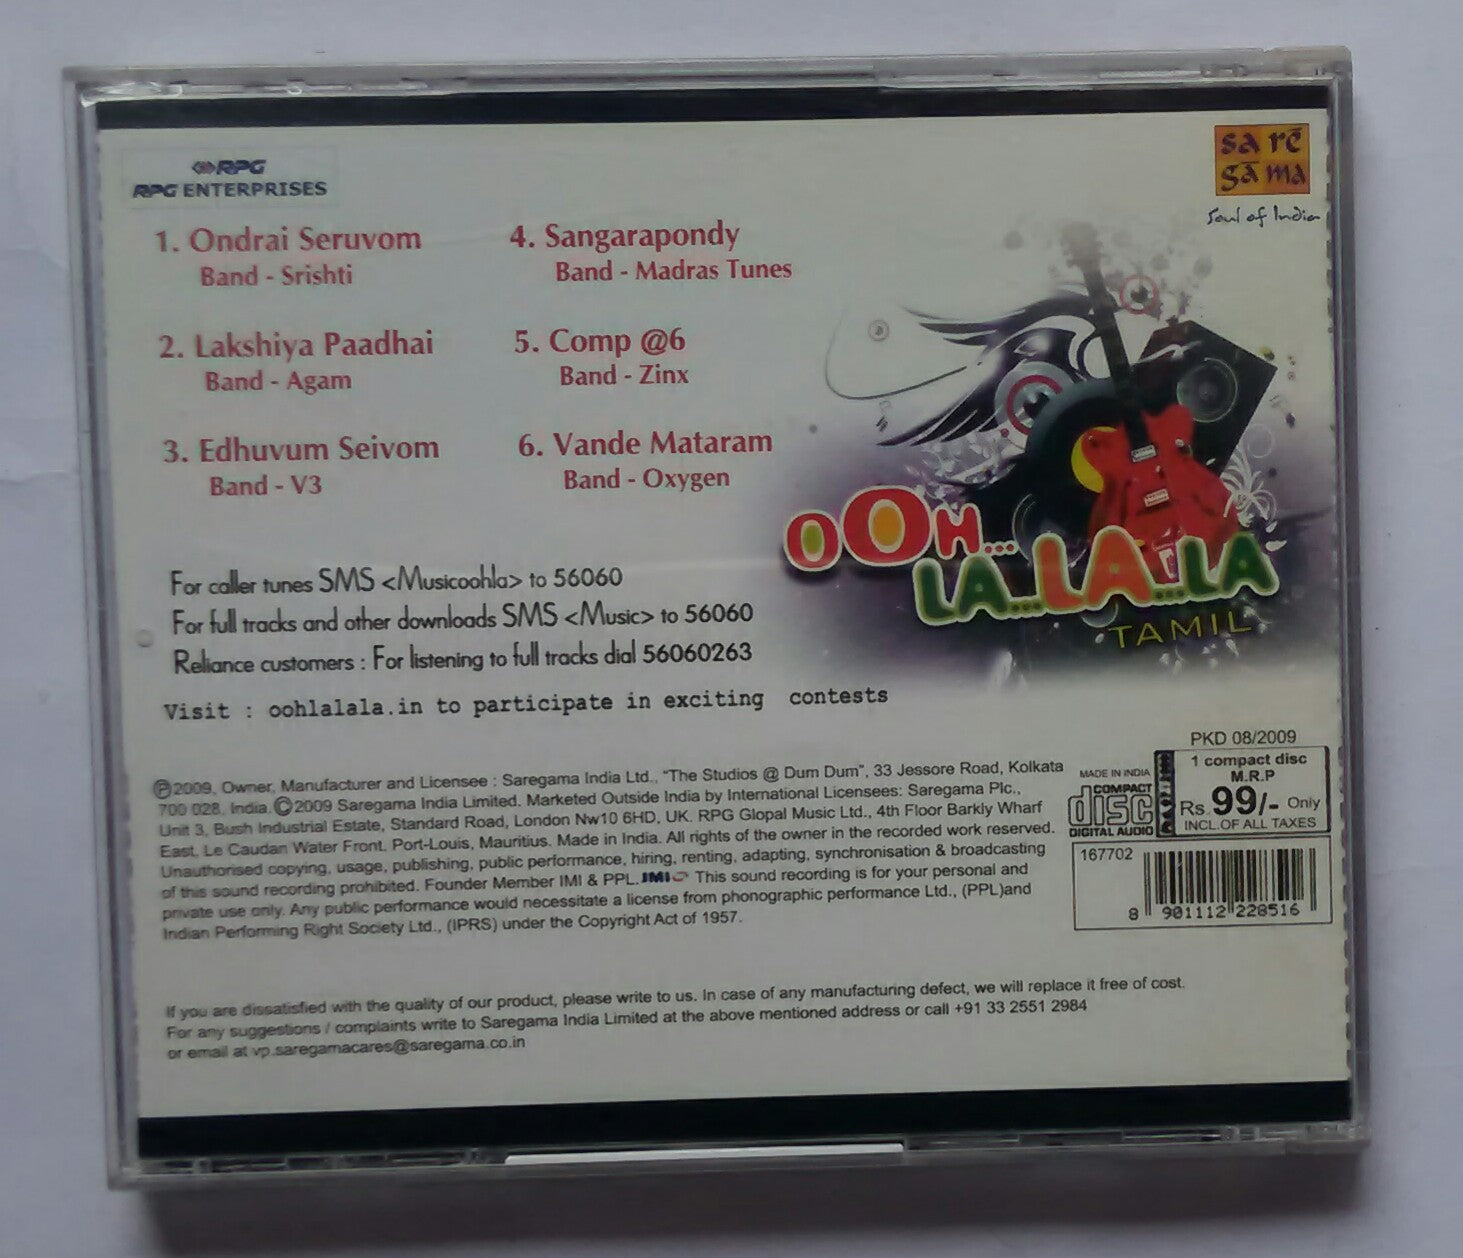 RPG
RPG ENTERPRISES
sa rē
gā ma
Soul of India
1. Ondrai Seruvom
Band - Srishti
2. Lakshiya Paadhai
Band - Agam
3. Edhuvum Seivom
Band - V3
4. Sangarapondy
Band - Madras Tunes
5. Comp @6
Band - Zinx
6. Vande Mataram
Band - Oxygen
OOH...
LA...LA...LA
TAMIL
For caller tunes SMS <Musicoohla> to 56060
For full tracks and other downloads SMS <Music> to 56060
Reliance customers : For listening to full tracks dial 56060263
Visit : oohlalala.in to participate in exciting contests
℗2009, Owner, Manufacturer and Licensee : Saregama India Ltd., "The Studios @ Dum Dum", 33 Jessore Road, Kolkata
700 028, India. ©2009 Saregama India Limited. Marketed Outside India by International Licensees: Saregama Plc.,
Unit 3, Bush Industrial Estate, Standard Road, London Nw10 6HD, UK. RPG Glopal Music Ltd., 4th Floor Barkly Wharf
East, Le Caudan Water Front, Port-Louis, Mauritius. Made in India. All rights of the owner in the recorded work reserved.
Unauthorised copying, usage, publishing, public performance, hiring, renting, adapting, synchronisation & broadcasting
of this sound recording prohibited. Founder Member IMI & PPL. IMI This sound recording is for your personal and
private use only. Any public performance would necessitate a license from phonographic performance Ltd., (PPL)and
Indian Performing Right Society Ltd., (IPRS) under the Copyright Act of 1957.
PKD 08/2009
MADE IN INDIA
COMPACT
disc
DIGITAL AUDIO
1 compact disc
M.R.P
Rs.99/- Only
INCL.OF ALL TAXES
167702
8 901112 228516
If you are dissatisfied with the quality of our product, please write to us. In case of any manufacturing defect, we will replace it free of cost.
For any suggestions / complaints write to Saregama India Limited at the above mentioned address or call +91 33 2551 2984
or email at vp.saregamacares@saregama.co.in